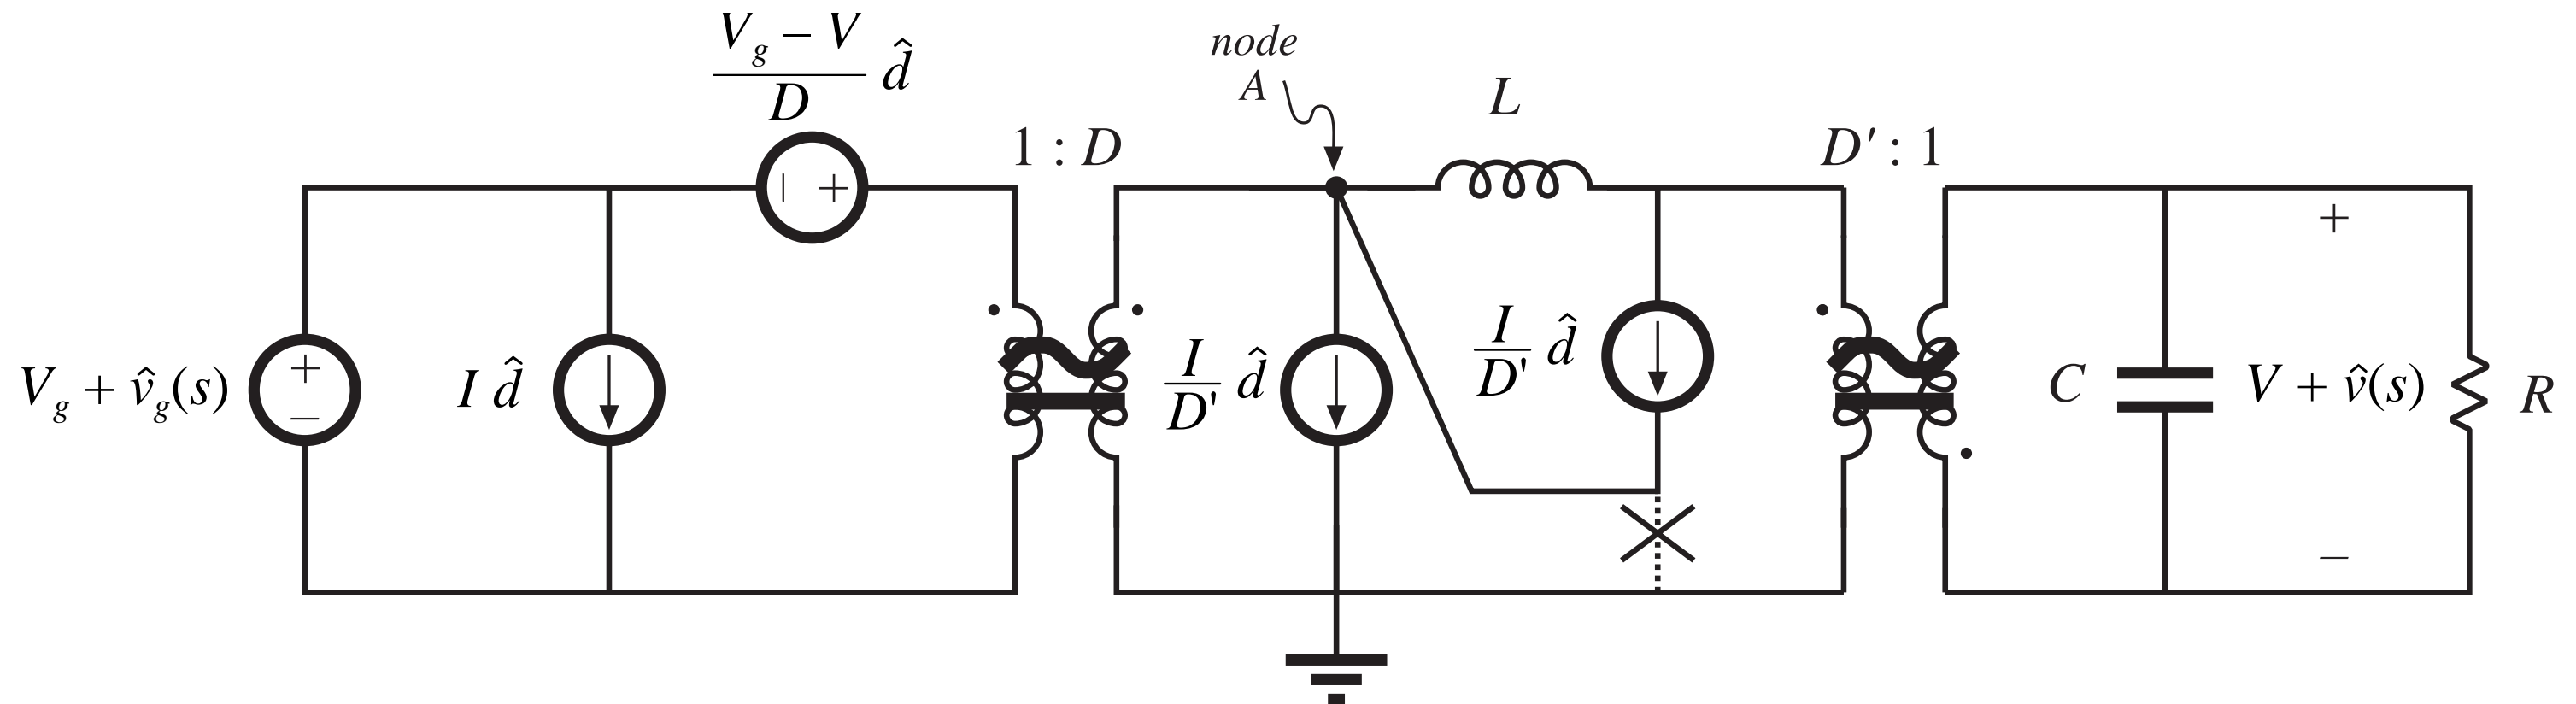 V_g − V
D
d̂
node
A
L
1 : D
D′ : 1
V_g + v̂_g(s)
+
−
I d̂
− +
I
D'
d̂
I
D'
d̂
C
+
V + v̂(s)
−
R